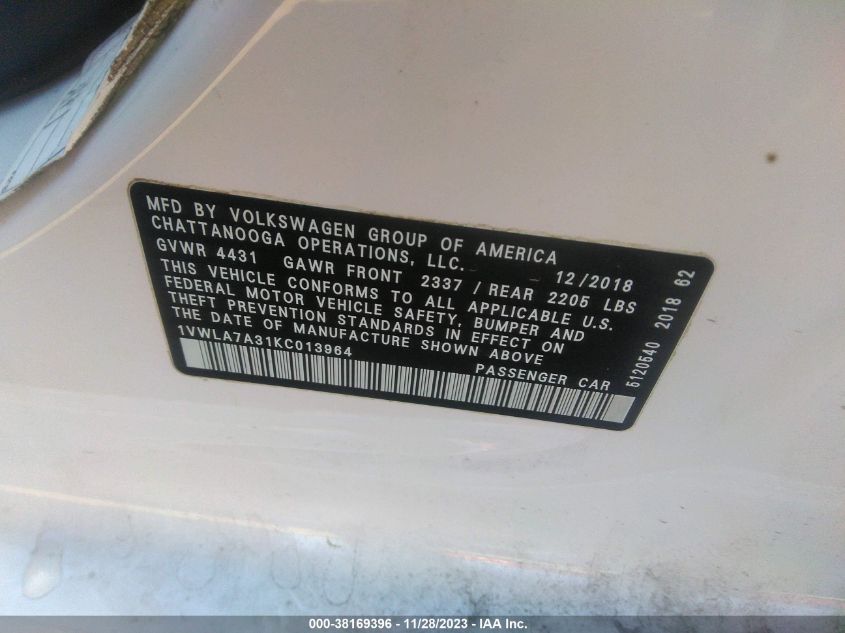 MFD BY VOLKSWAGEN GROUP OF AMERICA
CHATTANOOGA OPERATIONS, LLC. 12/2018
GVWR 4431 GAWR FRONT 2337 / REAR 2205 LBS
THIS VEHICLE CONFORMS TO ALL APPLICABLE U.S.
FEDERAL MOTOR VEHICLE SAFETY, BUMPER AND
THEFT PREVENTION STANDARDS IN EFFECT ON
THE DATE OF MANUFACTURE SHOWN ABOVE
1VWLA7A31KC013964 PASSENGER CAR
5120540 2018 62
000-38169396 - 11/28/2023 - IAA Inc.